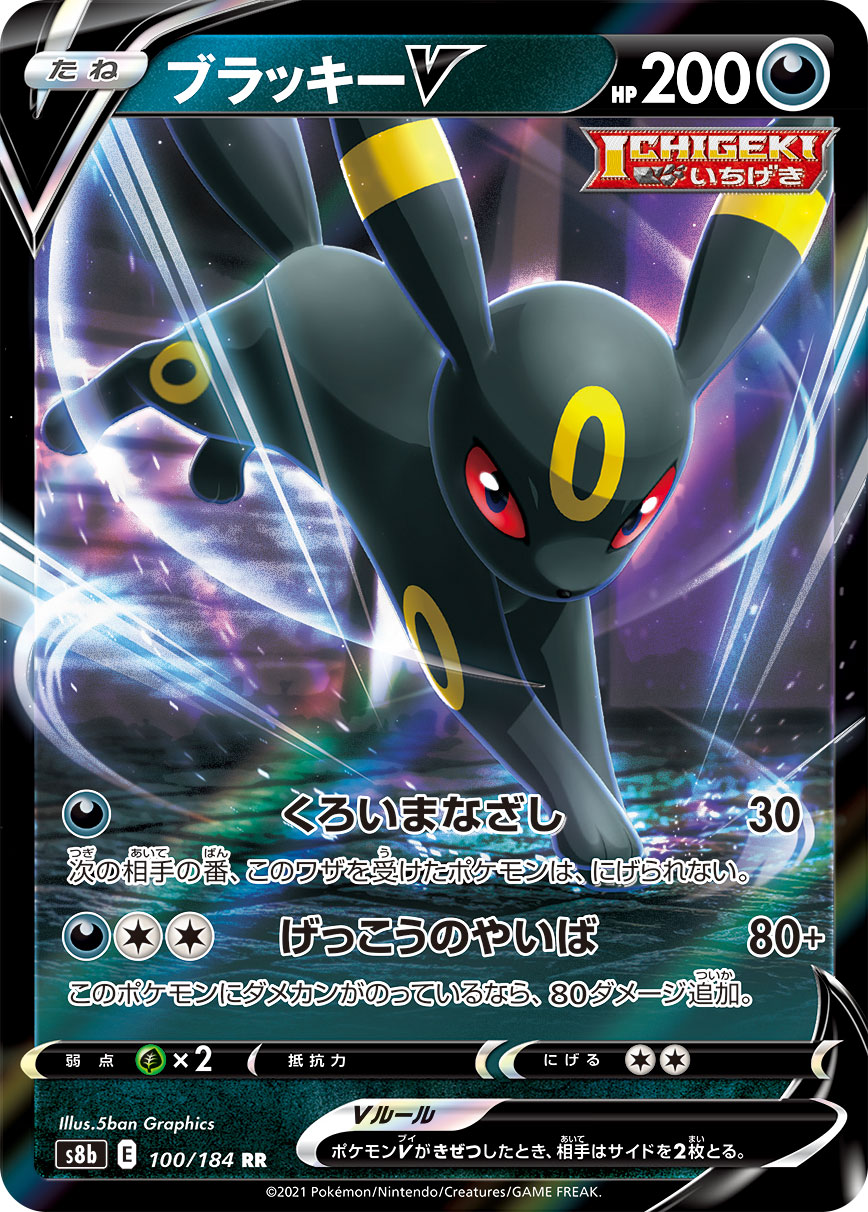 たね
ブラッキーV
HP 200
ICHIGEKI
いちげき
くろいまなざし 30
次の相手の番、このワザを受けたポケモンは、にげられない。
げっこうのやいば 80+
このポケモンにダメカンがのっているなら、80ダメージ追加。
弱点 ×2 抵抗力 にげる
Illus.5ban Graphics
Vルール
ポケモンVがきぜつしたとき、相手はサイドを2枚とる。
s8b E 100/184 RR
©2021 Pokémon/Nintendo/Creatures/GAME FREAK.